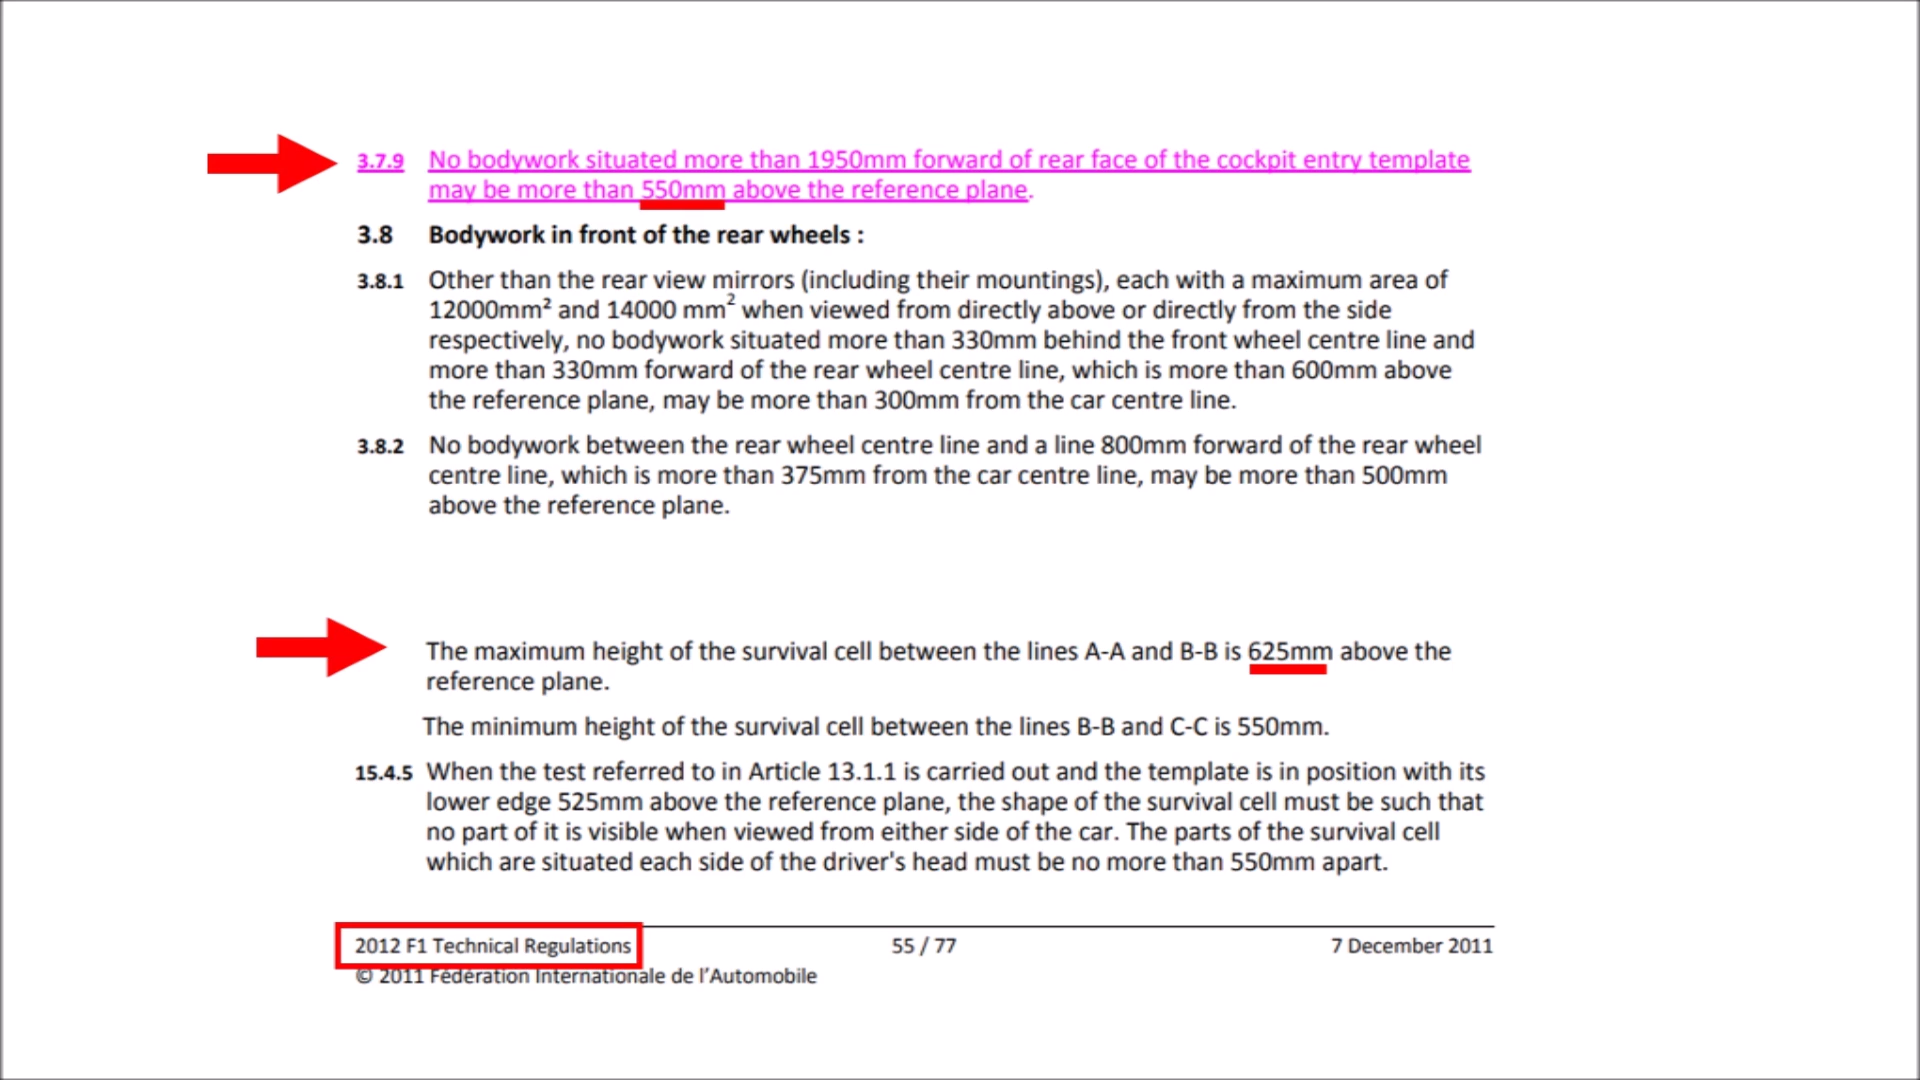 3.7.9 No bodywork situated more than 1950mm forward of rear face of the cockpit entry template
may be more than 550mm above the reference plane.
3.8 Bodywork in front of the rear wheels :
3.8.1 Other than the rear view mirrors (including their mountings), each with a maximum area of
12000mm² and 14000 mm² when viewed from directly above or directly from the side
respectively, no bodywork situated more than 330mm behind the front wheel centre line and
more than 330mm forward of the rear wheel centre line, which is more than 600mm above
the reference plane, may be more than 300mm from the car centre line.
3.8.2 No bodywork between the rear wheel centre line and a line 800mm forward of the rear wheel
centre line, which is more than 375mm from the car centre line, may be more than 500mm
above the reference plane.
The maximum height of the survival cell between the lines A-A and B-B is 625mm above the
reference plane.
The minimum height of the survival cell between the lines B-B and C-C is 550mm.
15.4.5 When the test referred to in Article 13.1.1 is carried out and the template is in position with its
lower edge 525mm above the reference plane, the shape of the survival cell must be such that
no part of it is visible when viewed from either side of the car. The parts of the survival cell
which are situated each side of the driver's head must be no more than 550mm apart.
2012 F1 Technical Regulations 55 / 77 7 December 2011
© 2011 Fédération Internationale de l’Automobile